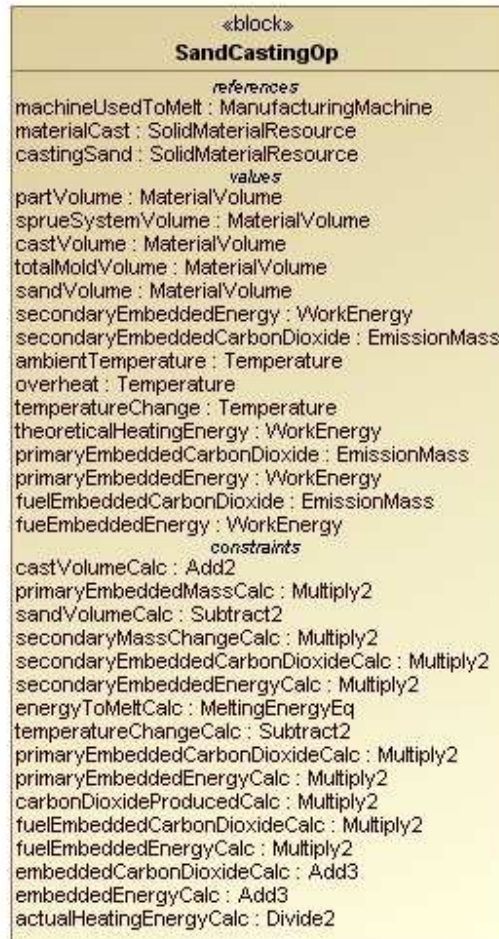 «block»
SandCastingOp
references
machineUsedToMelt : ManufacturingMachine
materialCast : SolidMaterialResource
castingSand : SolidMaterialResource
values
partVolume : MaterialVolume
sprueSystemVolume : MaterialVolume
castVolume : MaterialVolume
totalMoldVolume : MaterialVolume
sandVolume : MaterialVolume
secondaryEmbeddedEnergy : WorkEnergy
secondaryEmbeddedCarbonDioxide : EmissionMass
ambientTemperature : Temperature
overheat : Temperature
temperatureChange : Temperature
theoreticalHeatingEnergy : WorkEnergy
primaryEmbeddedCarbonDioxide : EmissionMass
primaryEmbeddedEnergy : WorkEnergy
fuelEmbeddedCarbonDioxide : EmissionMass
fueEmbeddedEnergy : WorkEnergy
constraints
castVolumeCalc : Add2
primaryEmbeddedMassCalc : Multiply2
sandVolumeCalc : Subtract2
secondaryMassChangeCalc : Multiply2
secondaryEmbeddedCarbonDioxideCalc : Multiply2
secondaryEmbeddedEnergyCalc : Multiply2
energyToMeltCalc : MeltingEnergyEq
temperatureChangeCalc : Subtract2
primaryEmbeddedCarbonDioxideCalc : Multiply2
primaryEmbeddedEnergyCalc : Multiply2
carbonDioxideProducedCalc : Multiply2
fuelEmbeddedCarbonDioxideCalc : Multiply2
fuelEmbeddedEnergyCalc : Multiply2
embeddedCarbonDioxideCalc : Add3
embeddedEnergyCalc : Add3
actualHeatingEnergyCalc : Divide2